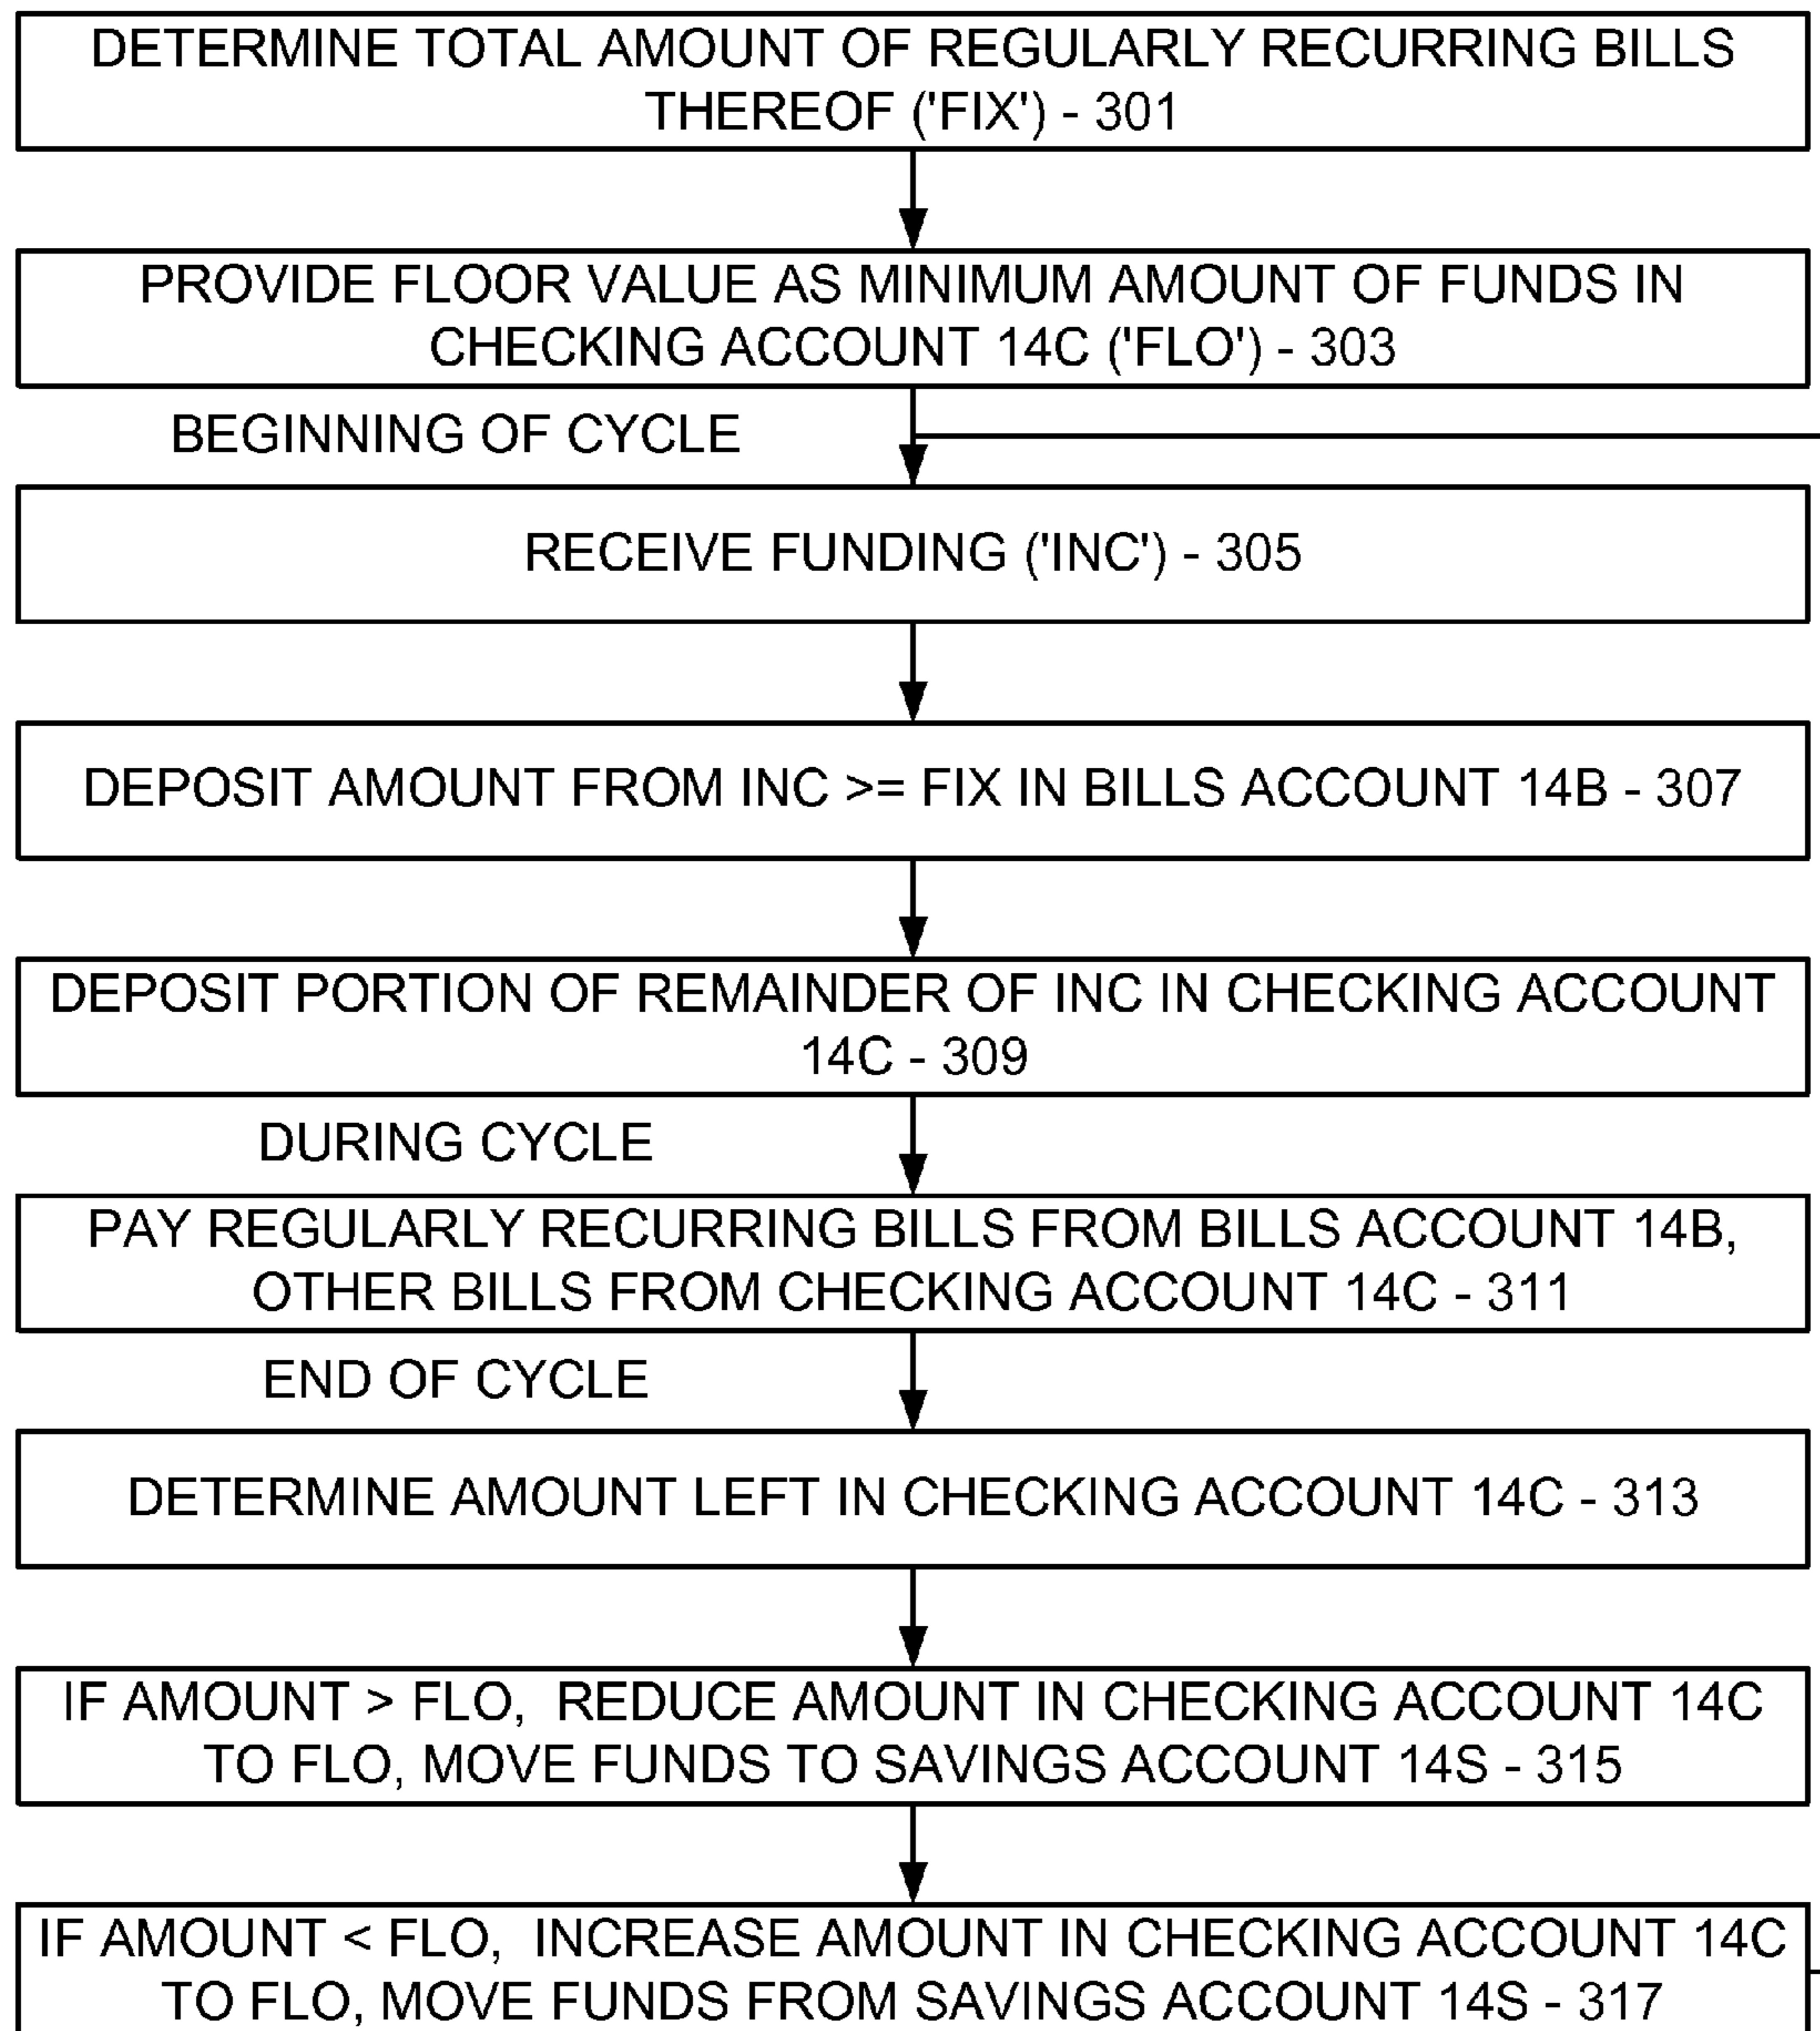 DETERMINE TOTAL AMOUNT OF REGULARLY RECURRING BILLS
THEREOF ('FIX') - 301
PROVIDE FLOOR VALUE AS MINIMUM AMOUNT OF FUNDS IN
CHECKING ACCOUNT 14C ('FLO') - 303
BEGINNING OF CYCLE
RECEIVE FUNDING ('INC') - 305
DEPOSIT AMOUNT FROM INC >= FIX IN BILLS ACCOUNT 14B - 307
DEPOSIT PORTION OF REMAINDER OF INC IN CHECKING ACCOUNT
14C - 309
DURING CYCLE
PAY REGULARLY RECURRING BILLS FROM BILLS ACCOUNT 14B,
OTHER BILLS FROM CHECKING ACCOUNT 14C - 311
END OF CYCLE
DETERMINE AMOUNT LEFT IN CHECKING ACCOUNT 14C - 313
IF AMOUNT > FLO, REDUCE AMOUNT IN CHECKING ACCOUNT 14C
TO FLO, MOVE FUNDS TO SAVINGS ACCOUNT 14S - 315
IF AMOUNT < FLO, INCREASE AMOUNT IN CHECKING ACCOUNT 14C
TO FLO, MOVE FUNDS FROM SAVINGS ACCOUNT 14S - 317